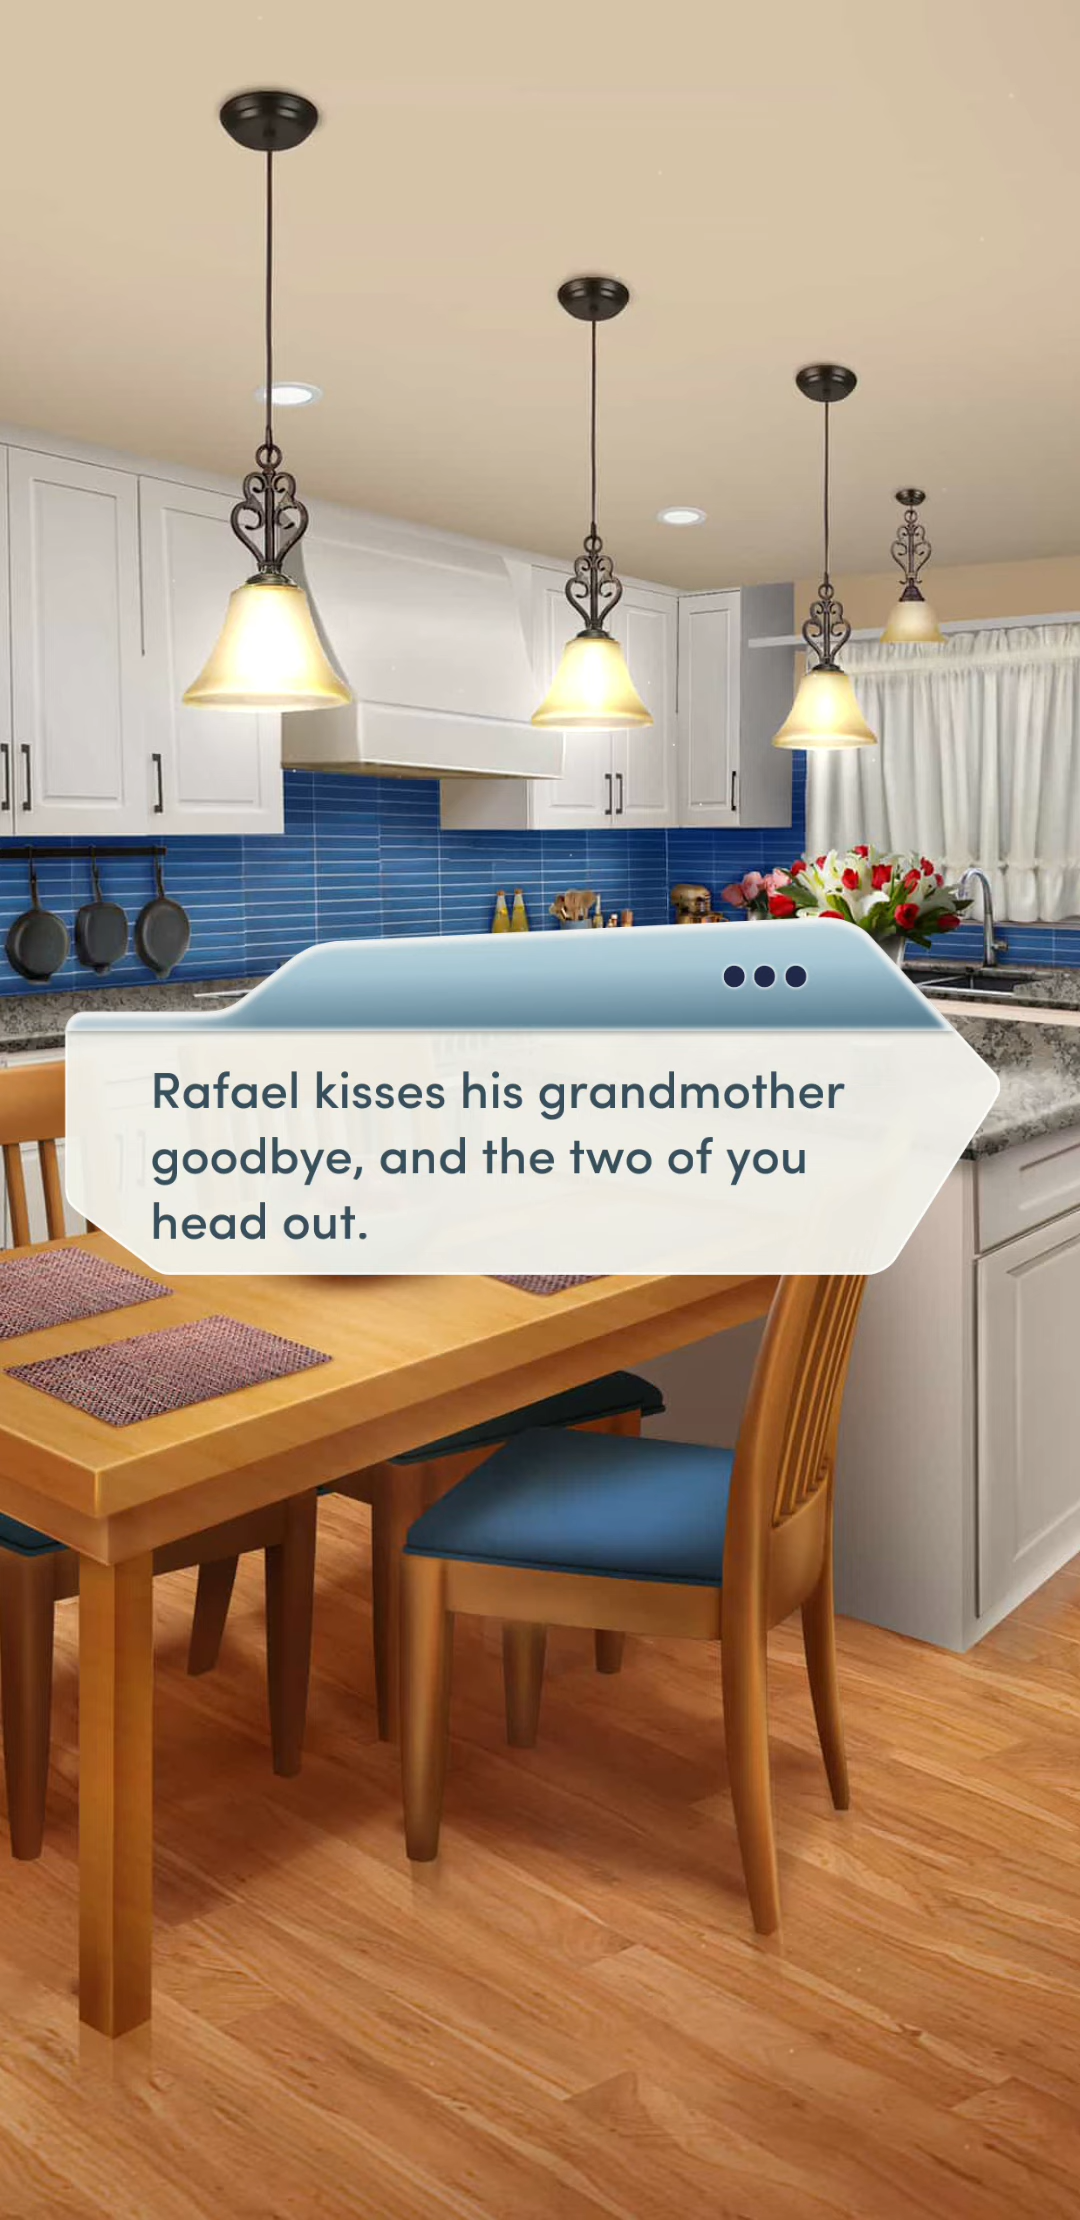 Rafael kisses his grandmother
goodbye, and the two of you
head out.